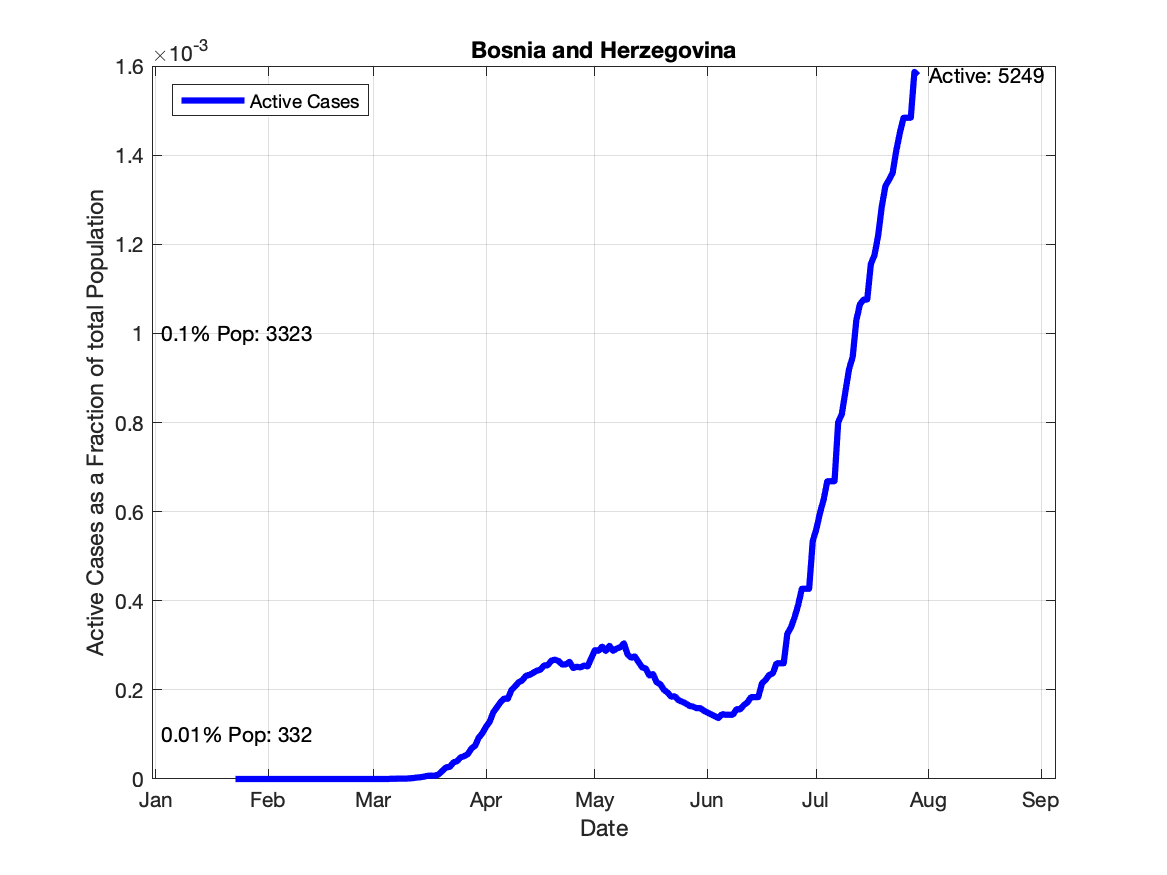 Bosnia and Herzegovina
×10-3
1.6
1.4
1.2
1
0.8
0.6
0.4
0.2
0
Active Cases
Active: 5249
0.1% Pop: 3323
0.01% Pop: 332
Active Cases as a Fraction of total Population
Jan Feb Mar Apr May Jun Jul Aug Sep
Date